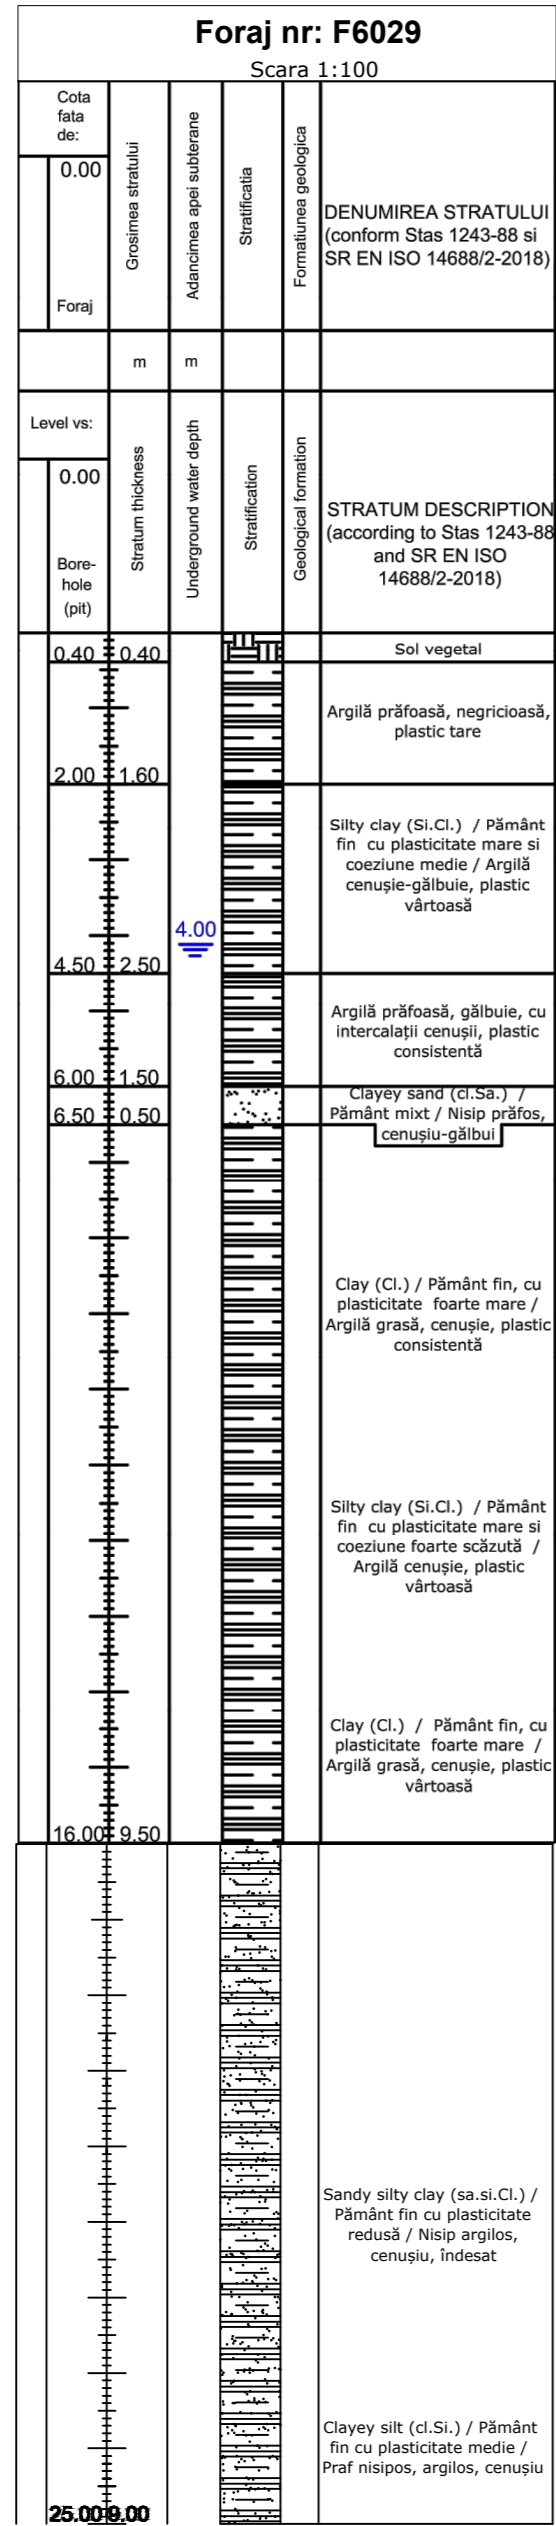 Foraj nr: F6029
Scara 1:100
Cota
fata
de:
0.00
Foraj
Grosimea stratului
Adancimea apei subterane
Stratificatia
Formatiunea geologica
DENUMIREA STRATULUI
(conform Stas 1243-88 si
SR EN ISO 14688/2-2018)
m
m
Level vs:
0.00
Bore-
hole
(pit)
Stratum thickness
Underground water depth
Stratification
Geological formation
STRATUM DESCRIPTION
(according to Stas 1243-88
and SR EN ISO
14688/2-2018)
0.40 0.40
Sol vegetal
Argilă prăfoasă, negricioasă,
plastic tare
2.00 1.60
Silty clay (Si.Cl.) / Pământ
fin cu plasticitate mare si
coeziune medie / Argilă
cenușie-gălbuie, plastic
vârtoasă
4.00
4.50 2.50
Argilă prăfoasă, gălbuie, cu
intercalații cenușii, plastic
consistentă
6.00 1.50
Clayey sand (cl.Sa.) /
Pământ mixt / Nisip prăfos,
cenușiu-gălbui
6.50 0.50
Clay (Cl.) / Pământ fin, cu
plasticitate foarte mare /
Argilă grasă, cenușie, plastic
consistentă
Silty clay (Si.Cl.) / Pământ
fin cu plasticitate mare si
coeziune foarte scăzută /
Argilă cenușie, plastic
vârtoasă
Clay (Cl.) / Pământ fin, cu
plasticitate foarte mare /
Argilă grasă, cenușie, plastic
vârtoasă
16.00 9.50
Sandy silty clay (sa.si.Cl.) /
Pământ fin cu plasticitate
redusă / Nisip argilos,
cenușiu, îndesat
Clayey silt (cl.Si.) / Pământ
fin cu plasticitate medie /
Praf nisipos, argilos, cenușiu
25.00 9.00